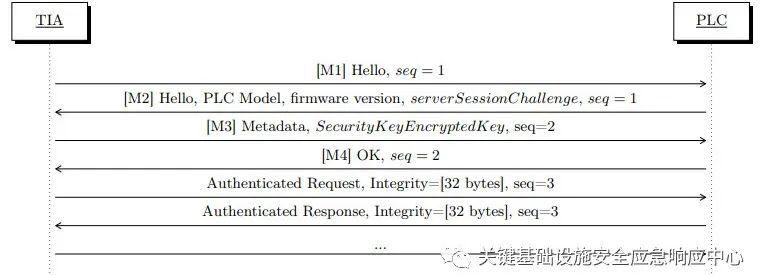 TIA PLC
[M1] Hello, seq = 1
[M2] Hello, PLC Model, firmware version, serverSessionChallenge, seq = 1
[M3] Metadata, SecurityKeyEncryptedKey, seq=2
[M4] OK, seq = 2
Authenticated Request, Integrity=[32 bytes], seq=3
Authenticated Response, Integrity=[32 bytes], seq=3
...
关键基础设施安全应急响应中心